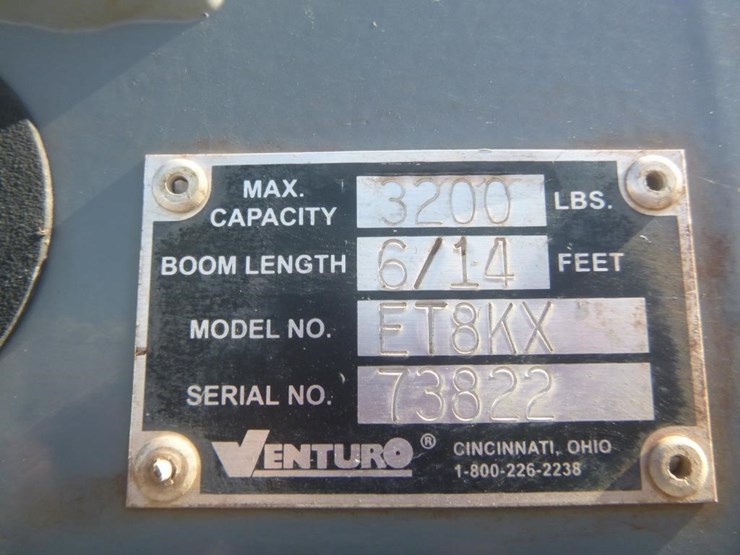 MAX. CAPACITY 3200 LBS.
BOOM LENGTH 6/14 FEET
MODEL NO. ET8KX
SERIAL NO. 73822
VENTURO® CINCINNATI, OHIO
1-800-226-2238